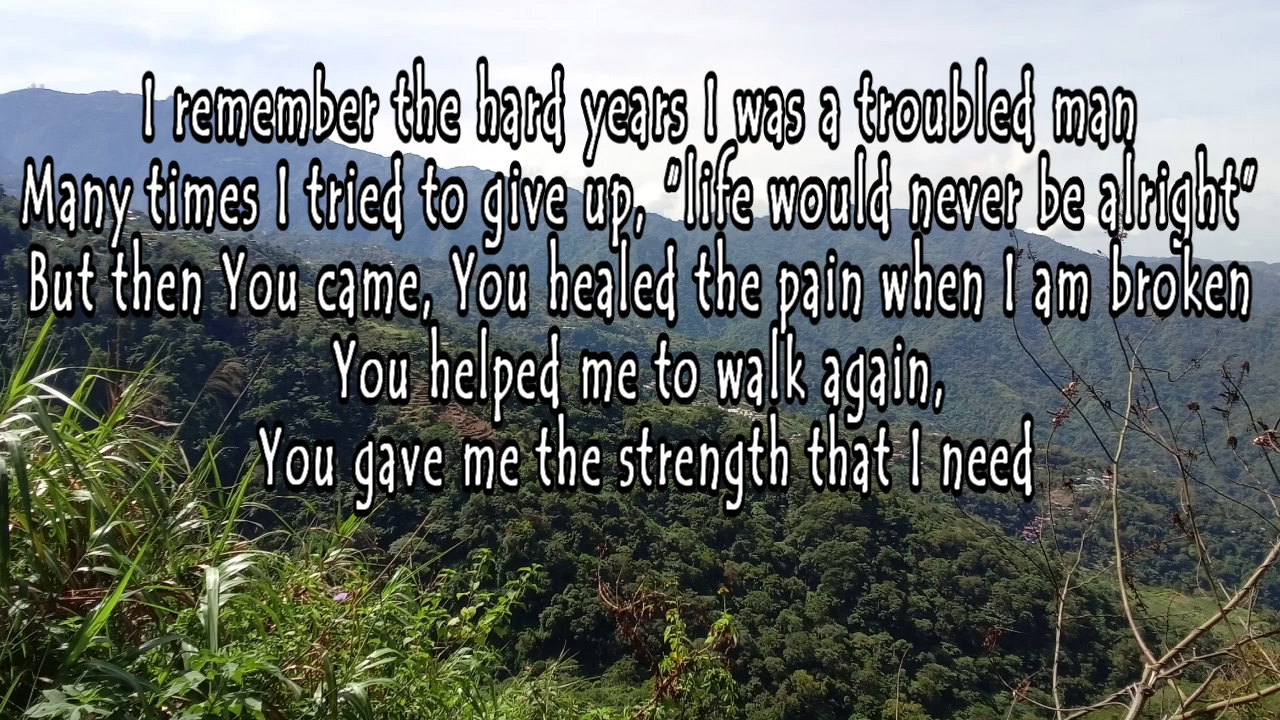 I remember the hard years I was a troubled man
Many times I tried to give up, "life would never be alright"
But then You came, You healed the pain when I am broken
You helped me to walk again,
You gave me the strength that I need